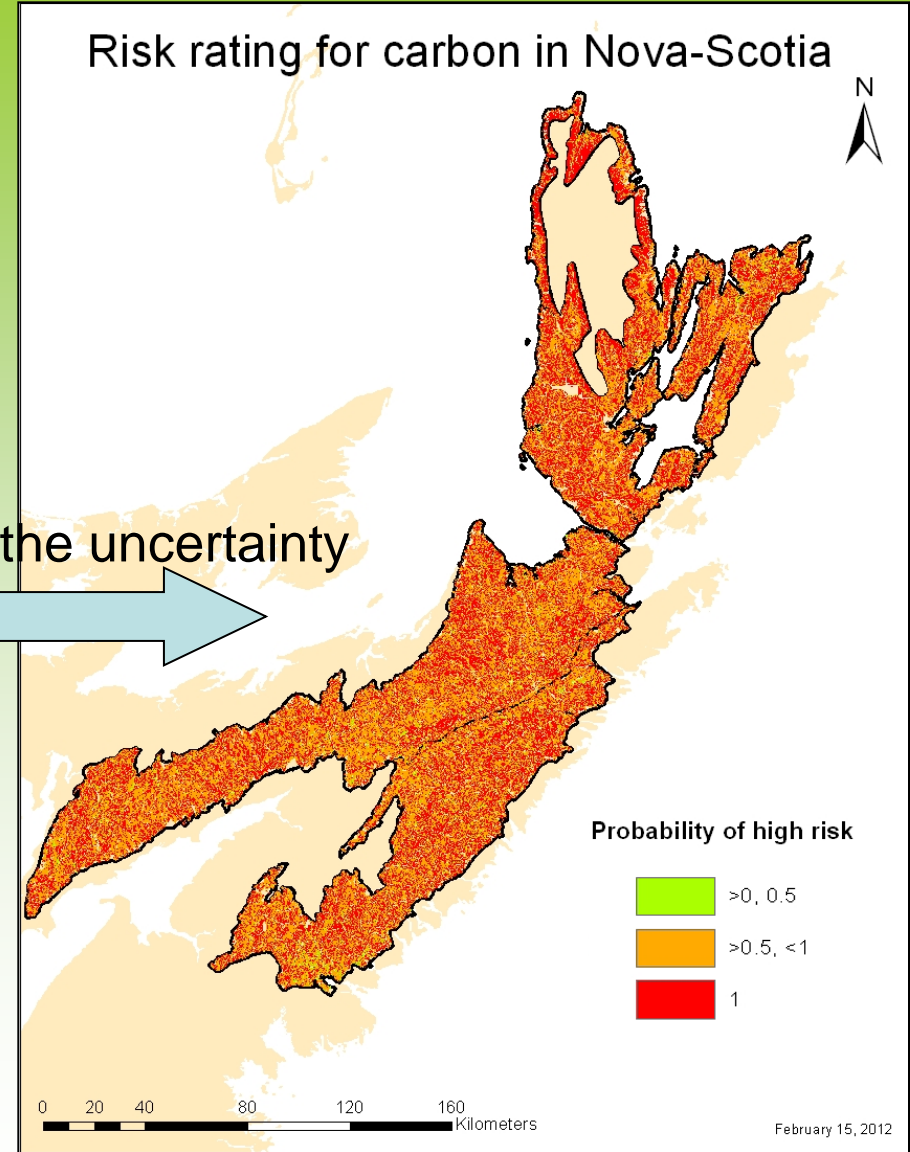 Risk rating for carbon in Nova-Scotia
N
the uncertainty
Probability of high risk
>0, 0.5
>0.5, <1
1
0 20 40 80 120 160
Kilometers
February 15, 2012